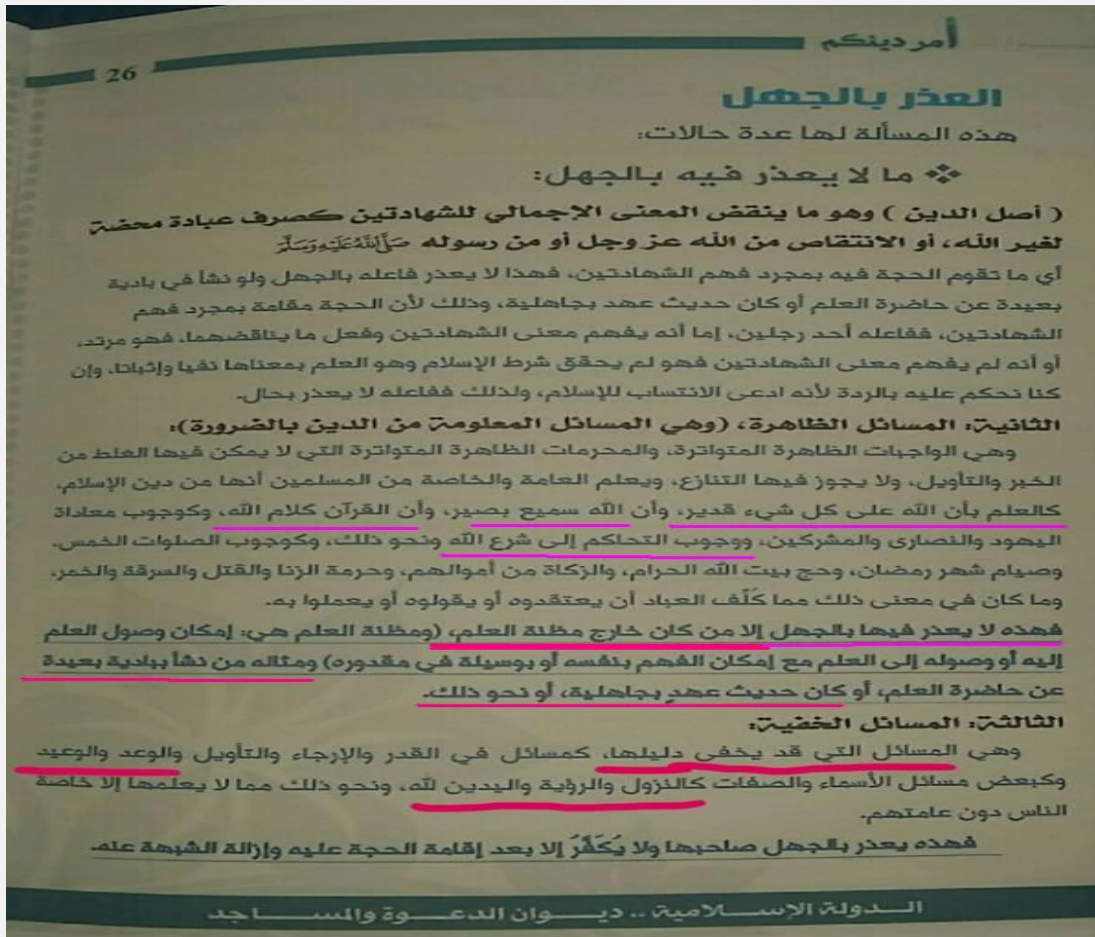 أمر دينكم
26
العذر بالجهل
هذه المسألة لها عدة حالات:
❖ ما لا يعذر فيه بالجهل:
( أصل الدين ) وهو ما ينقض المعنى الإجمالي للشهادتين كصرف عبادة محضة
لغير الله، أو الانتقاص من الله عز وجل أو من رسوله صَلَّى اللَّهُ عَلَيْهِ وَسَلَّمَ
أي ما تقوم الحجة فيه بمجرد فهم الشهادتين، فهذا لا يعذر فاعله بالجهل ولو نشأ في بادية
بعيدة عن حاضرة العلم أو كان حديث عهد بجاهلية، وذلك لأن الحجة مقامة بمجرد فهم
الشهادتين، ففاعله أحد رجلين، إما أنه يفهم معنى الشهادتين وفعل ما يناقضهما، فهو مرتد،
أو أنه لم يفهم معنى الشهادتين فهو لم يحقق شرط الإسلام وهو العلم بمعناها نفيا وإثباتا، وإن
كنا نحكم عليه بالردة لأنه ادعى الانتساب للإسلام، ولذلك ففاعله لا يعذر بحال.
الثانية: المسائل الظاهرة، (وهي المسائل المعلومة من الدين بالضرورة):
وهي الواجبات الظاهرة المتواترة، والمحرمات الظاهرة المتواترة التي لا يمكن فيها الغلط من
الخبر والتأويل، ولا يجوز فيها التنازع، ويعلم العامة والخاصة من المسلمين أنها من دين الإسلام،
كالعلم بأن الله على كل شيء قدير، وأن الله سميع بصير، وأن القرآن كلام الله، وكوجوب معاداة
اليهود والنصارى والمشركين، ووجوب التحاكم إلى شرع الله ونحو ذلك، وكوجوب الصلوات الخمس،
وصيام شهر رمضان، وحج بيت الله الحرام، والزكاة من أموالهم، وحرمة الزنا والقتل والسرقة والخمر،
وما كان في معنى ذلك مما كُلّف العباد أن يعتقدوه أو يقولوه أو يعملوا به.
فهذه لا يعذر فيها بالجهل إلا من كان خارج مظنة العلم، (ومظنة العلم هي: إمكان وصول العلم
إليه أو وصوله إلى العلم مع إمكان الفهم بنفسه أو بوسيلة في مقدوره) ومثاله من نشأ ببادية بعيدة
عن حاضرة العلم، أو كان حديث عهدٍ بجاهلية، أو نحو ذلك.
الثالثة: المسائل الخفية:
وهي المسائل التي قد يخفى دليلها، كمسائل في القدر والإرجاء والتأويل والوعد والوعيد
وكبعض مسائل الأسماء والصفات كالنزول والرؤية واليدين لله، ونحو ذلك مما لا يعلمها إلا خاصة
الناس دون عامتهم.
فهذه يعذر بالجهل صاحبها ولا يُكَفَّرُ إلا بعد إقامة الحجة عليه وإزالة الشبهة عنه.
الـدولة الإســلامية .. ديــوان الدعــوة والمســاجد